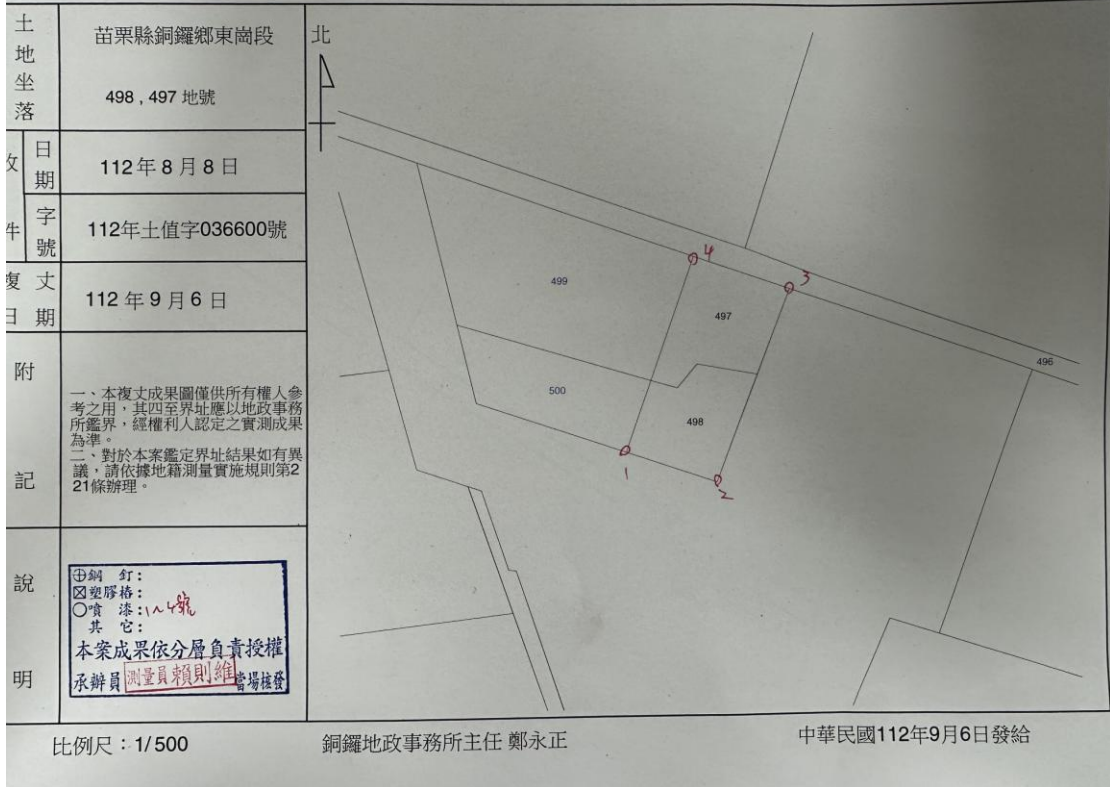 土地坐落
苗栗縣銅鑼鄉東崗段
498 , 497 地號
收件
日期
112 年 8 月 8 日
字號
112年土值字036600號
複丈日期
112 年 9 月 6 日
附記
一、本複丈成果圖僅供所有權人參
考之用，其四至界址應以地政事務
所鑑界，經權利人認定之實測成果
為準。
二、對於本案鑑定界址結果如有異
議，請依據地籍測量實施規則第2
21條辦理。
說明
⊕鋼 釘：
☒塑膠樁：
○噴 漆：1~4號
其 它：
本案成果依分層負責授權
承辦員 測量員賴則維 當場核發
北
4
3
499
497
496
500
498
1
2
比例尺：1/500
銅鑼地政事務所主任 鄭永正
中華民國112年9月6日發給